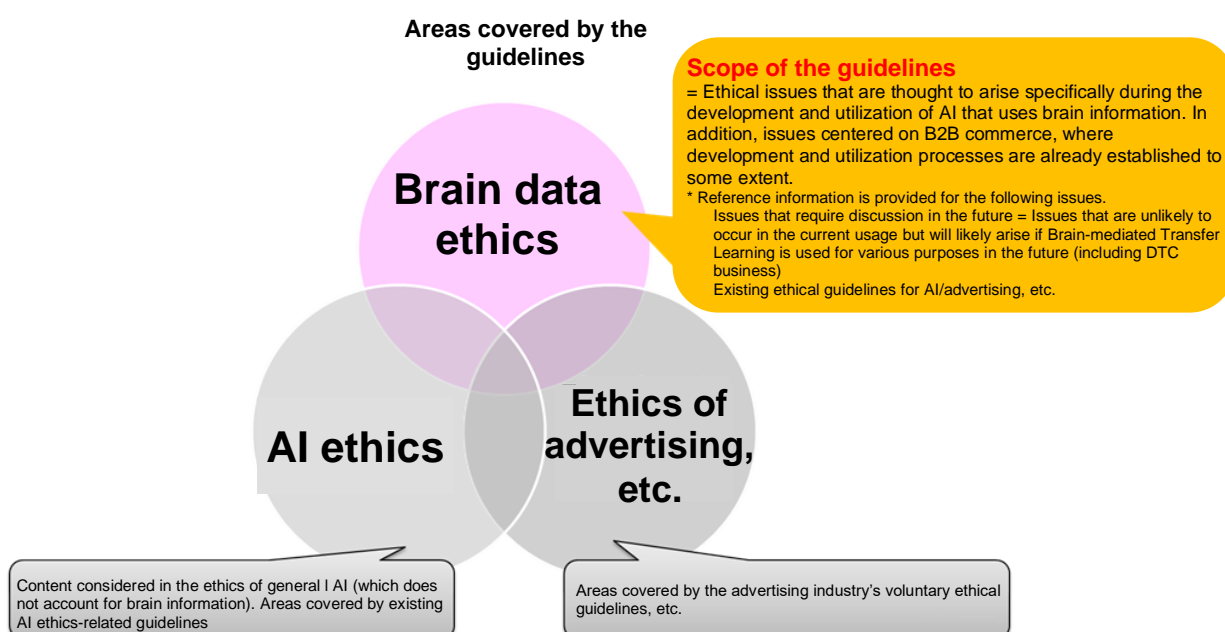 Areas covered by the
guidelines
Scope of the guidelines
= Ethical issues that are thought to arise specifically during the
development and utilization of AI that uses brain information. In
addition, issues centered on B2B commerce, where
development and utilization processes are already established to
some extent.
* Reference information is provided for the following issues.
Issues that require discussion in the future = Issues that are unlikely to
occur in the current usage but will likely arise if Brain-mediated Transfer
Learning is used for various purposes in the future (including DTC
business)
Existing ethical guidelines for AI/advertising, etc.
Brain data
ethics
AI ethics
Ethics of
advertising,
etc.
Content considered in the ethics of general l AI (which does
not account for brain information). Areas covered by existing
AI ethics-related guidelines
Areas covered by the advertising industry’s voluntary ethical
guidelines, etc.